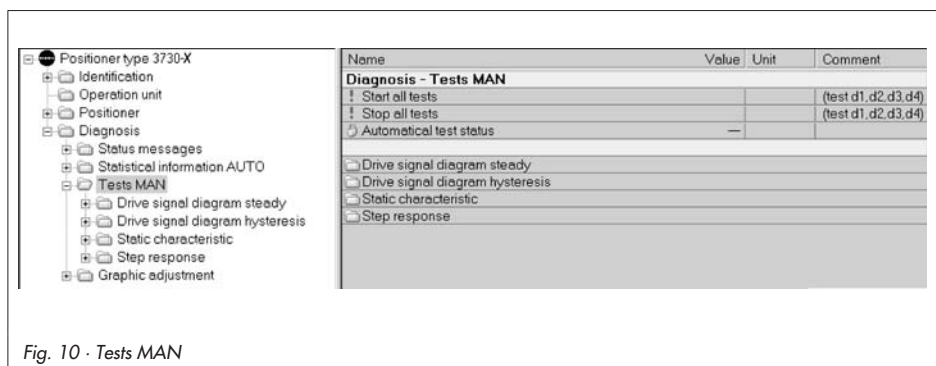 Positioner type 3730-X
Identification
Operation unit
Positioner
Diagnosis
Status messages
Statistical information AUTO
Tests MAN
Drive signal diagram steady
Drive signal diagram hysteresis
Static characteristic
Step response
Graphic adjustment
Name Value Unit Comment
Diagnosis - Tests MAN
! Start all tests (test d1,d2,d3,d4)
! Stop all tests (test d1,d2,d3,d4)
Automatical test status —
Drive signal diagram steady
Drive signal diagram hysteresis
Static characteristic
Step response
Fig. 10 · Tests MAN